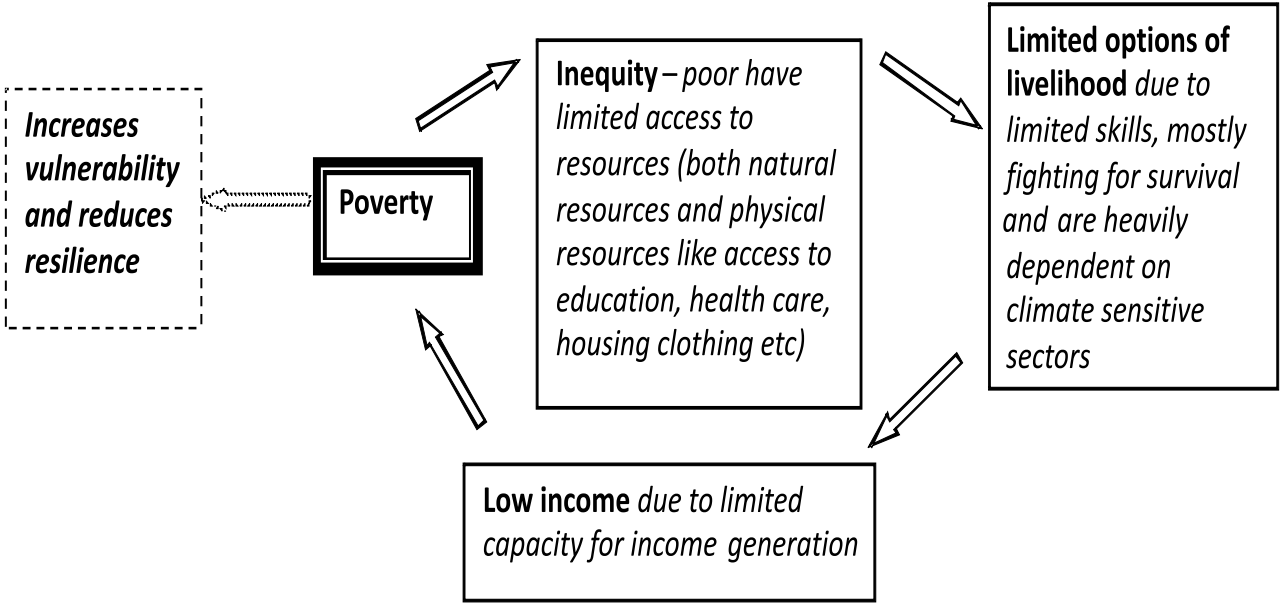 Increases
vulnerability
and reduces
resilience
Poverty
Inequity – poor have
limited access to
resources (both natural
resources and physical
resources like access to
education, health care,
housing clothing etc)
Limited options of
livelihood due to
limited skills, mostly
fighting for survival
and are heavily
dependent on
climate sensitive
sectors
Low income due to limited
capacity for income generation